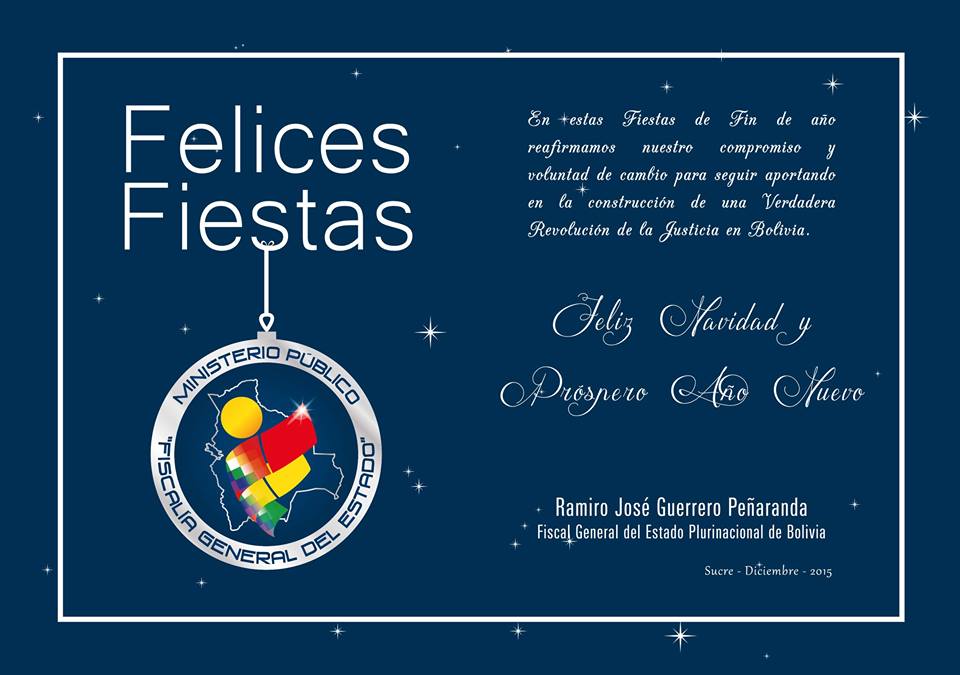 Felices
Fiestas
MINISTERIO PÚBLICO
"FISCALÍA GENERAL DEL ESTADO"
En estas Fiestas de Fin de año
reafirmamos nuestro compromiso y
voluntad de cambio para seguir aportando
en la construcción de una Verdadera
Revolución de la Justicia en Bolivia.
Feliz Navidad y
Próspero Año Nuevo
Ramiro José Guerrero Peñaranda
Fiscal General del Estado Plurinacional de Bolivia
Sucre - Diciembre - 2015